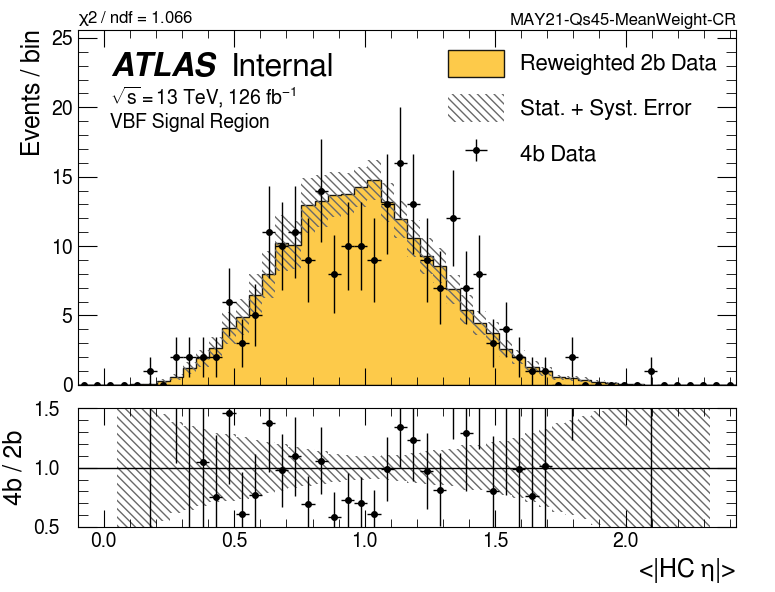 χ² / ndf = 1.066
MAY21-Qs45-MeanWeight-CR
ATLAS Internal
√s = 13 TeV, 126 fb⁻¹
VBF Signal Region
Reweighted 2b Data
Stat. + Syst. Error
4b Data
Events / bin
25
20
15
10
5
0
4b / 2b
1.5
1.0
0.5
0.0
0.5
1.0
1.5
2.0
<|HC η|>